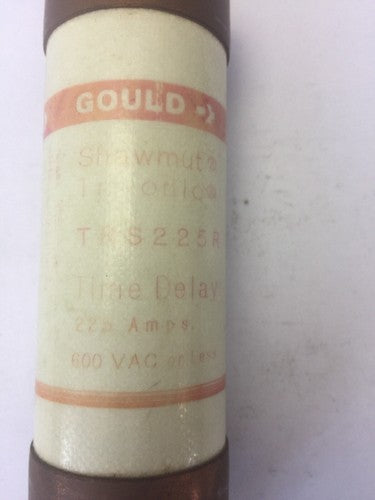 GOULD
Shawmut®
Tri-onic®
TRS225R
Time Delay
225 Amps.
600 VAC or Less